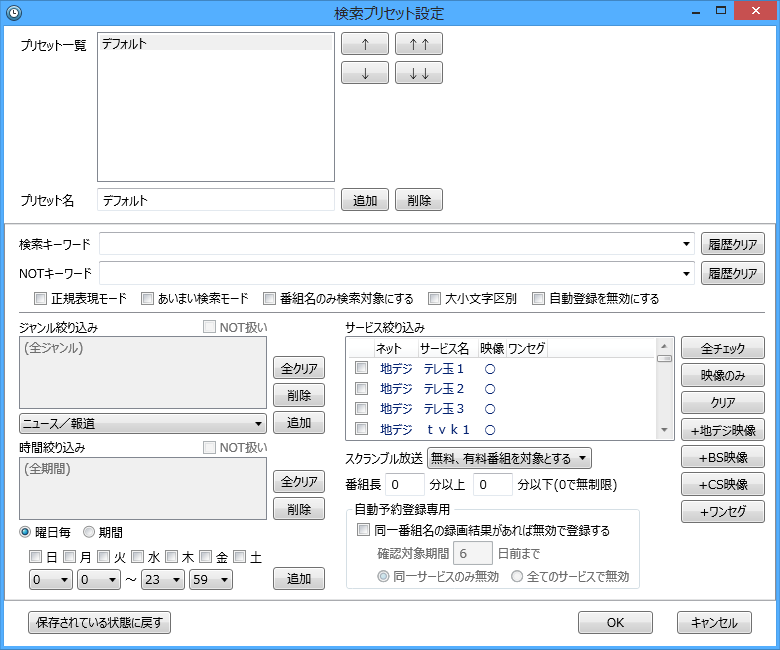 検索プリセット設定
プリセット一覧
デフォルト
↑
↑↑
↓
↓↓
プリセット名
デフォルト
追加
削除
検索キーワード
履歴クリア
NOTキーワード
履歴クリア
正規表現モード
あいまい検索モード
番組名のみ検索対象にする
大小文字区別
自動登録を無効にする
ジャンル絞り込み
NOT扱い
(全ジャンル)
全クリア
削除
ニュース／報道
追加
時間絞り込み
NOT扱い
(全期間)
全クリア
削除
曜日毎
期間
日 月 火 水 木 金 土
0 0 ～ 23 59
追加
サービス絞り込み
ネット サービス名 映像 ワンセグ
地デジ テレ玉１ ○
地デジ テレ玉２ ○
地デジ テレ玉３ ○
地デジ ｔｖｋ１ ○
全チェック
映像のみ
クリア
+地デジ映像
+BS映像
+CS映像
+ワンセグ
スクランブル放送 無料、有料番組を対象とする
番組長 0 分以上 0 分以下(0で無制限)
自動予約登録専用
同一番組名の録画結果があれば無効で登録する
確認対象期間 6 日前まで
同一サービスのみ無効
全てのサービスで無効
保存されている状態に戻す
OK
キャンセル